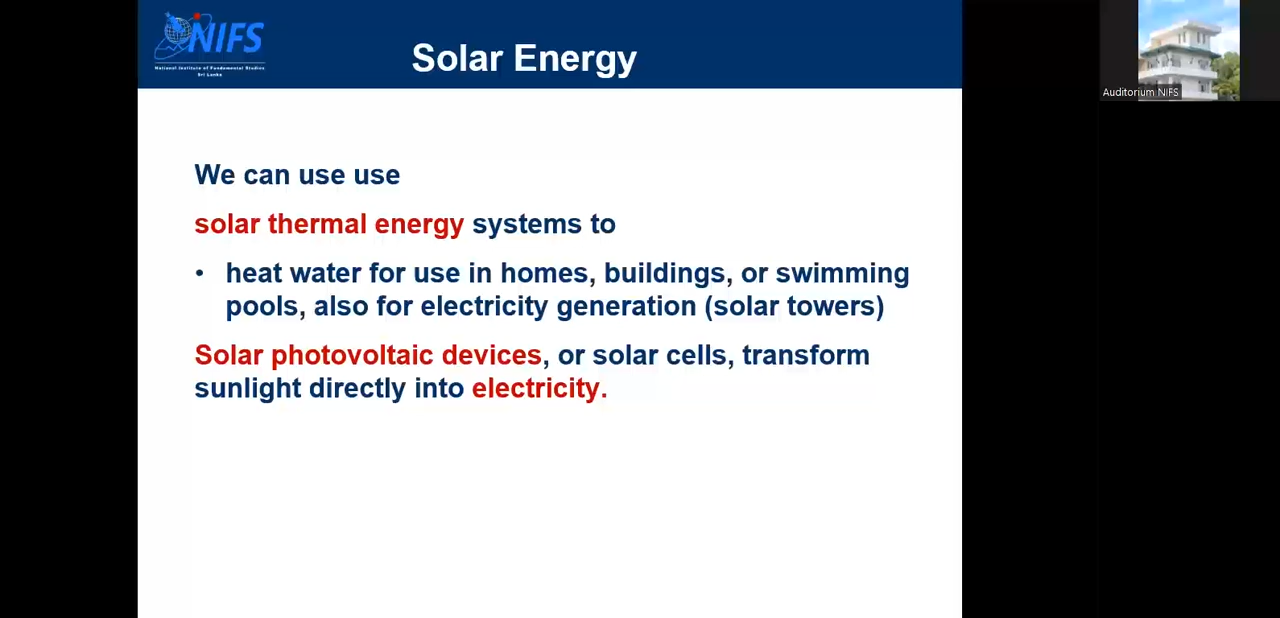 NIFS
National Institute of Fundamental Studies
Sri Lanka
Solar Energy
Auditorium NIFS
We can use use
solar thermal energy systems to
• heat water for use in homes, buildings, or swimming
pools, also for electricity generation (solar towers)
Solar photovoltaic devices, or solar cells, transform
sunlight directly into electricity.